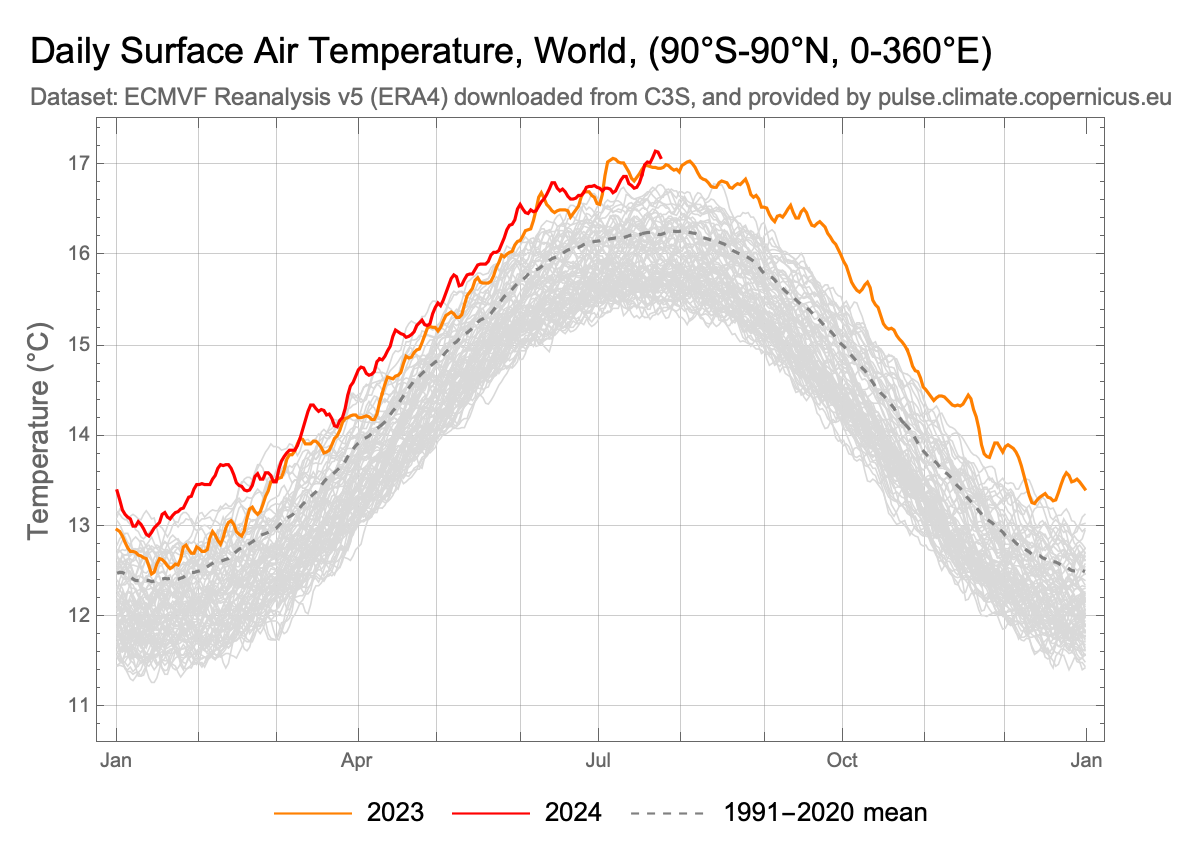 Daily Surface Air Temperature, World, (90°S-90°N, 0-360°E)
Dataset: ECMVF Reanalysis v5 (ERA4) downloaded from C3S, and provided by pulse.climate.copernicus.eu
Temperature (°C)
17
16
15
14
13
12
11
Jan Apr Jul Oct Jan
2023 2024 1991–2020 mean